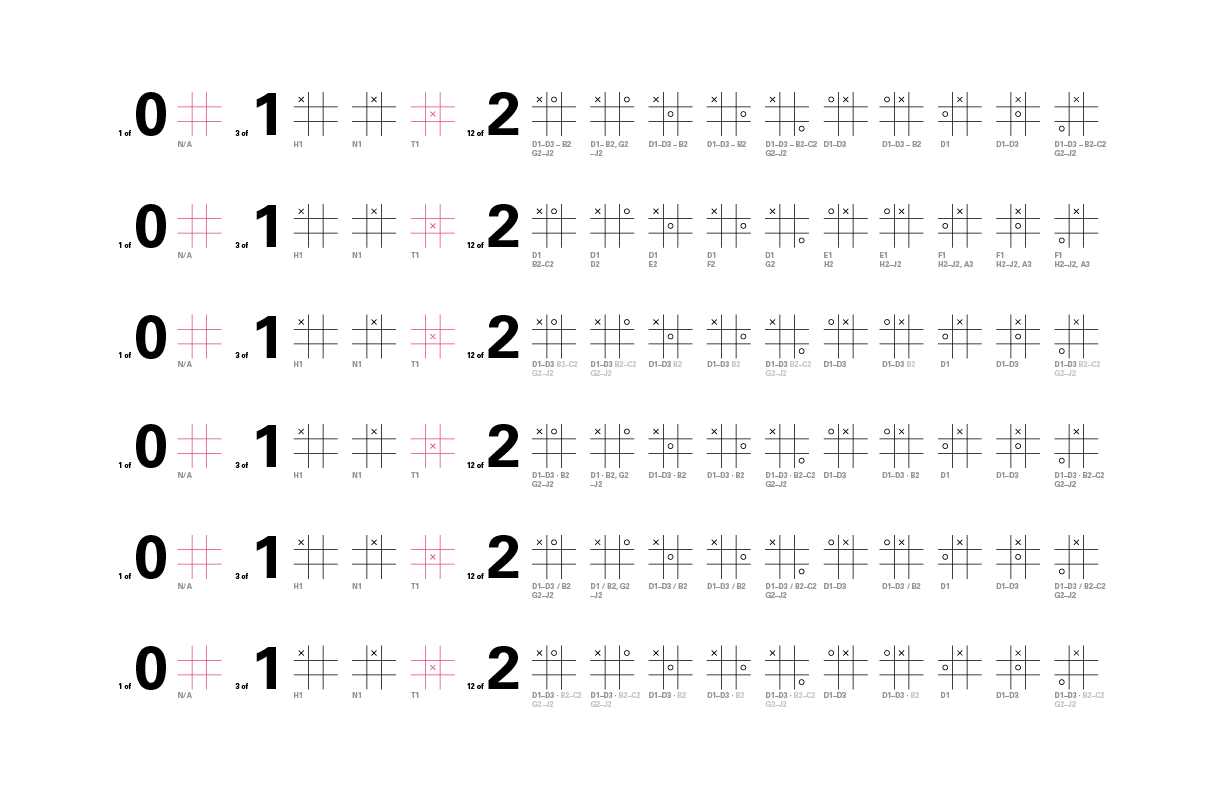 1 of 0 3 of 1 12 of 2
N/A H1 N1 T1 D1–D3 – B2 D1– B2, G2 D1–D3 – B2 D1–D3 – B2 D1–D3 – B2–C2 D1–D3 D1–D3 – B2 D1 D1–D3 D1–D3 – B2–C2
G2–J2 –J2 G2–J2 G2–J2
1 of 0 3 of 1 12 of 2
N/A H1 N1 T1 D1 D1 D1 D1 D1 E1 E1 F1 F1 F1
B2–C2 D2 E2 F2 G2 H2 H2–J2 H2–J2, A3 H2–J2, A3 H2–J2, A3
1 of 0 3 of 1 12 of 2
N/A H1 N1 T1 D1–D3 B2–C2 D1–D3 B2–C2 D1–D3 B2 D1–D3 B2 D1–D3 B2–C2 D1–D3 D1–D3 B2 D1 D1–D3 D1–D3 B2–C2
G2–J2 G2–J2 G2–J2 G2–J2
1 of 0 3 of 1 12 of 2
N/A H1 N1 T1 D1–D3 · B2 D1 · B2, G2 D1–D3 · B2 D1–D3 · B2 D1–D3 · B2–C2 D1–D3 D1–D3 · B2 D1 D1–D3 D1–D3 · B2–C2
G2–J2 –J2 G2–J2 G2–J2
1 of 0 3 of 1 12 of 2
N/A H1 N1 T1 D1–D3 / B2 D1 / B2, G2 D1–D3 / B2 D1–D3 / B2 D1–D3 / B2–C2 D1–D3 D1–D3 / B2 D1 D1–D3 D1–D3 / B2–C2
G2–J2 –J2 G2–J2 G2–J2
1 of 0 3 of 1 12 of 2
N/A H1 N1 T1 D1–D3 · B2–C2 D1–D3 · B2–C2 D1–D3 · B2 D1–D3 · B2 D1–D3 · B2–C2 D1–D3 D1–D3 · B2 D1 D1–D3 D1–D3 · B2–C2
G2–J2 G2–J2 G2–J2 G2–J2